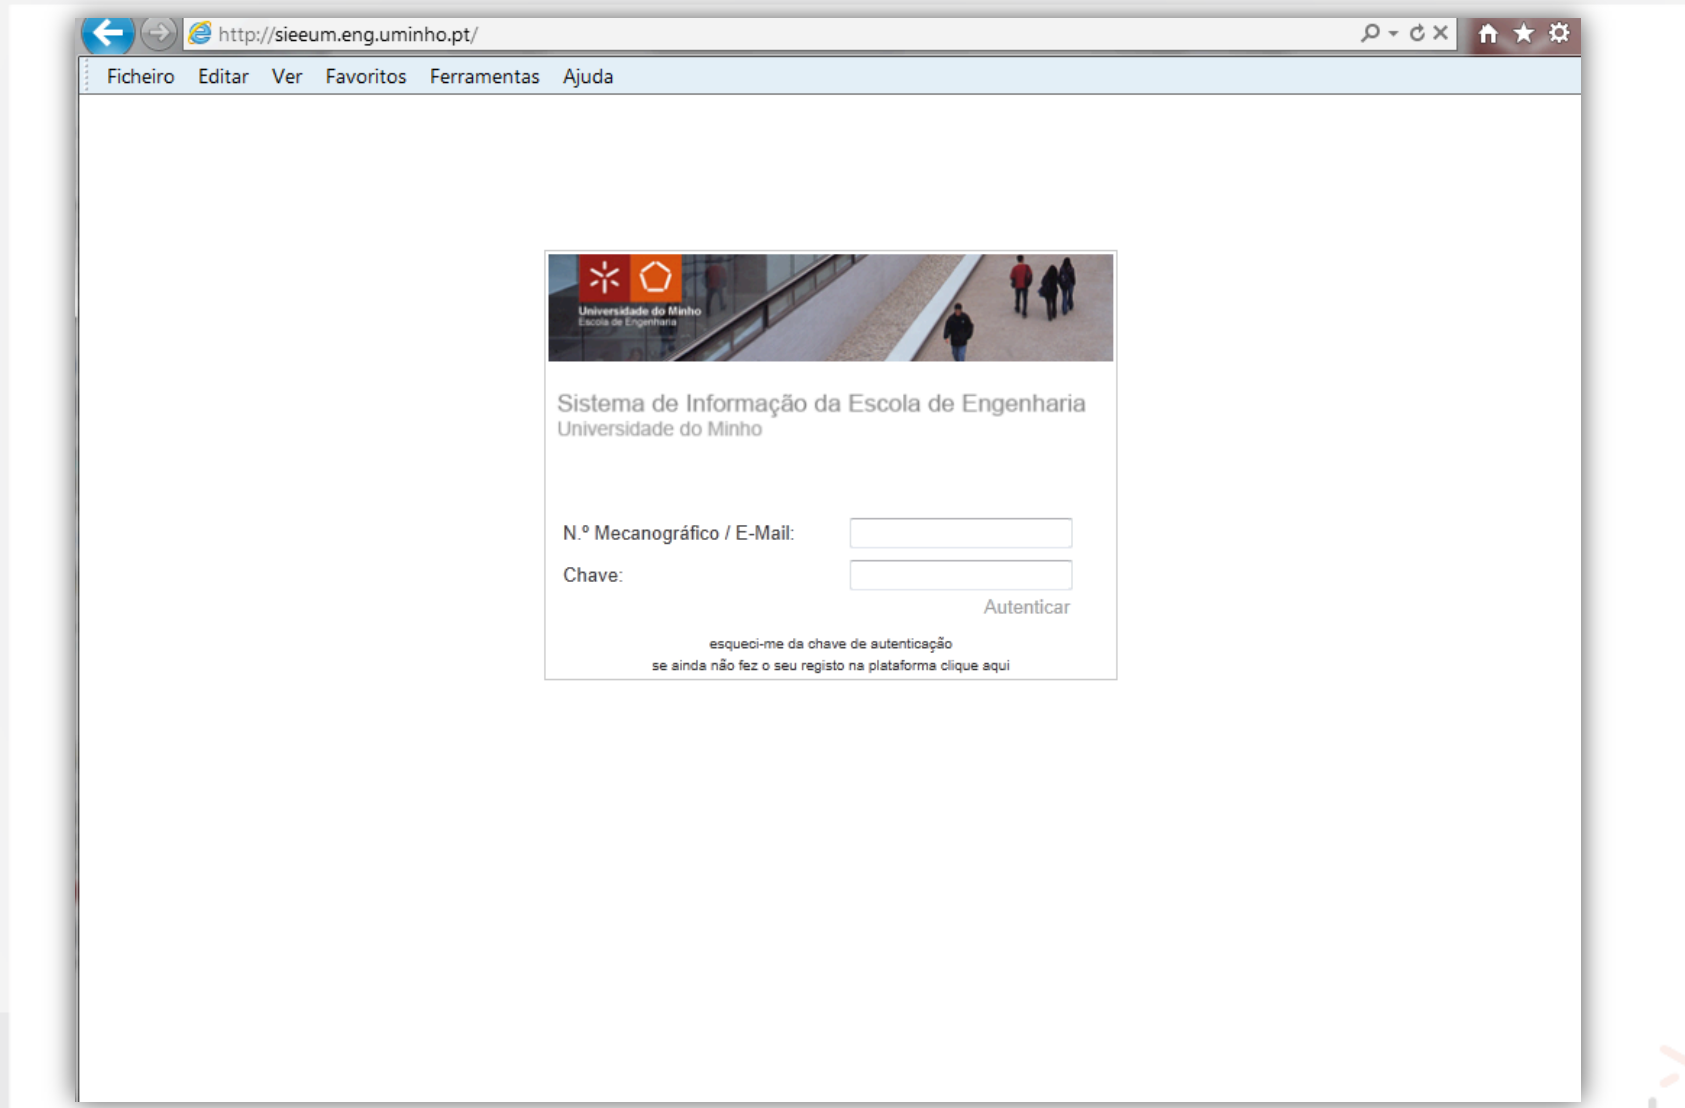 http://sieeum.eng.uminho.pt/
Ficheiro Editar Ver Favoritos Ferramentas Ajuda
Universidade do Minho
Escola de Engenharia
Sistema de Informação da Escola de Engenharia
Universidade do Minho
N.º Mecanográfico / E-Mail:
Chave:
Autenticar
esqueci-me da chave de autenticação
se ainda não fez o seu registo na plataforma clique aqui